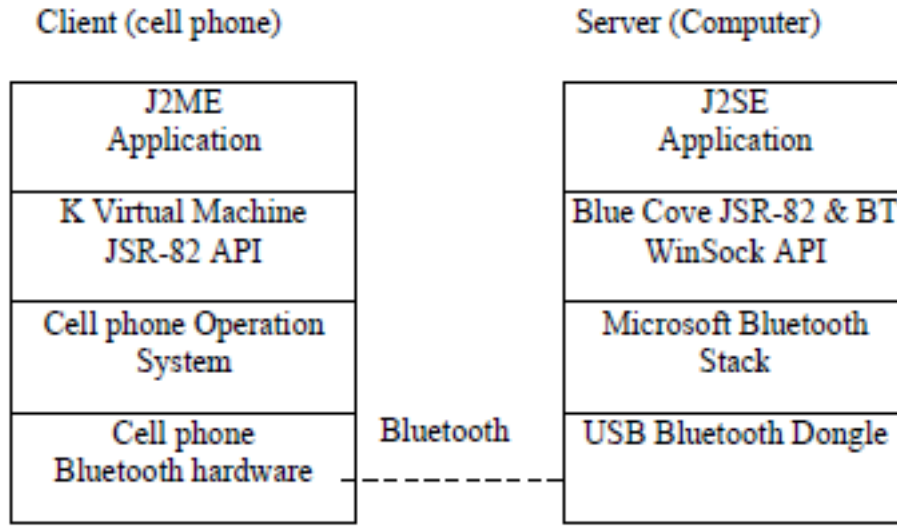 Client (cell phone)
Server (Computer)
J2ME
Application
K Virtual Machine
JSR-82 API
Cell phone Operation
System
Cell phone
Bluetooth hardware
Bluetooth
J2SE
Application
Blue Cove JSR-82 & BT
WinSock API
Microsoft Bluetooth
Stack
USB Bluetooth Dongle